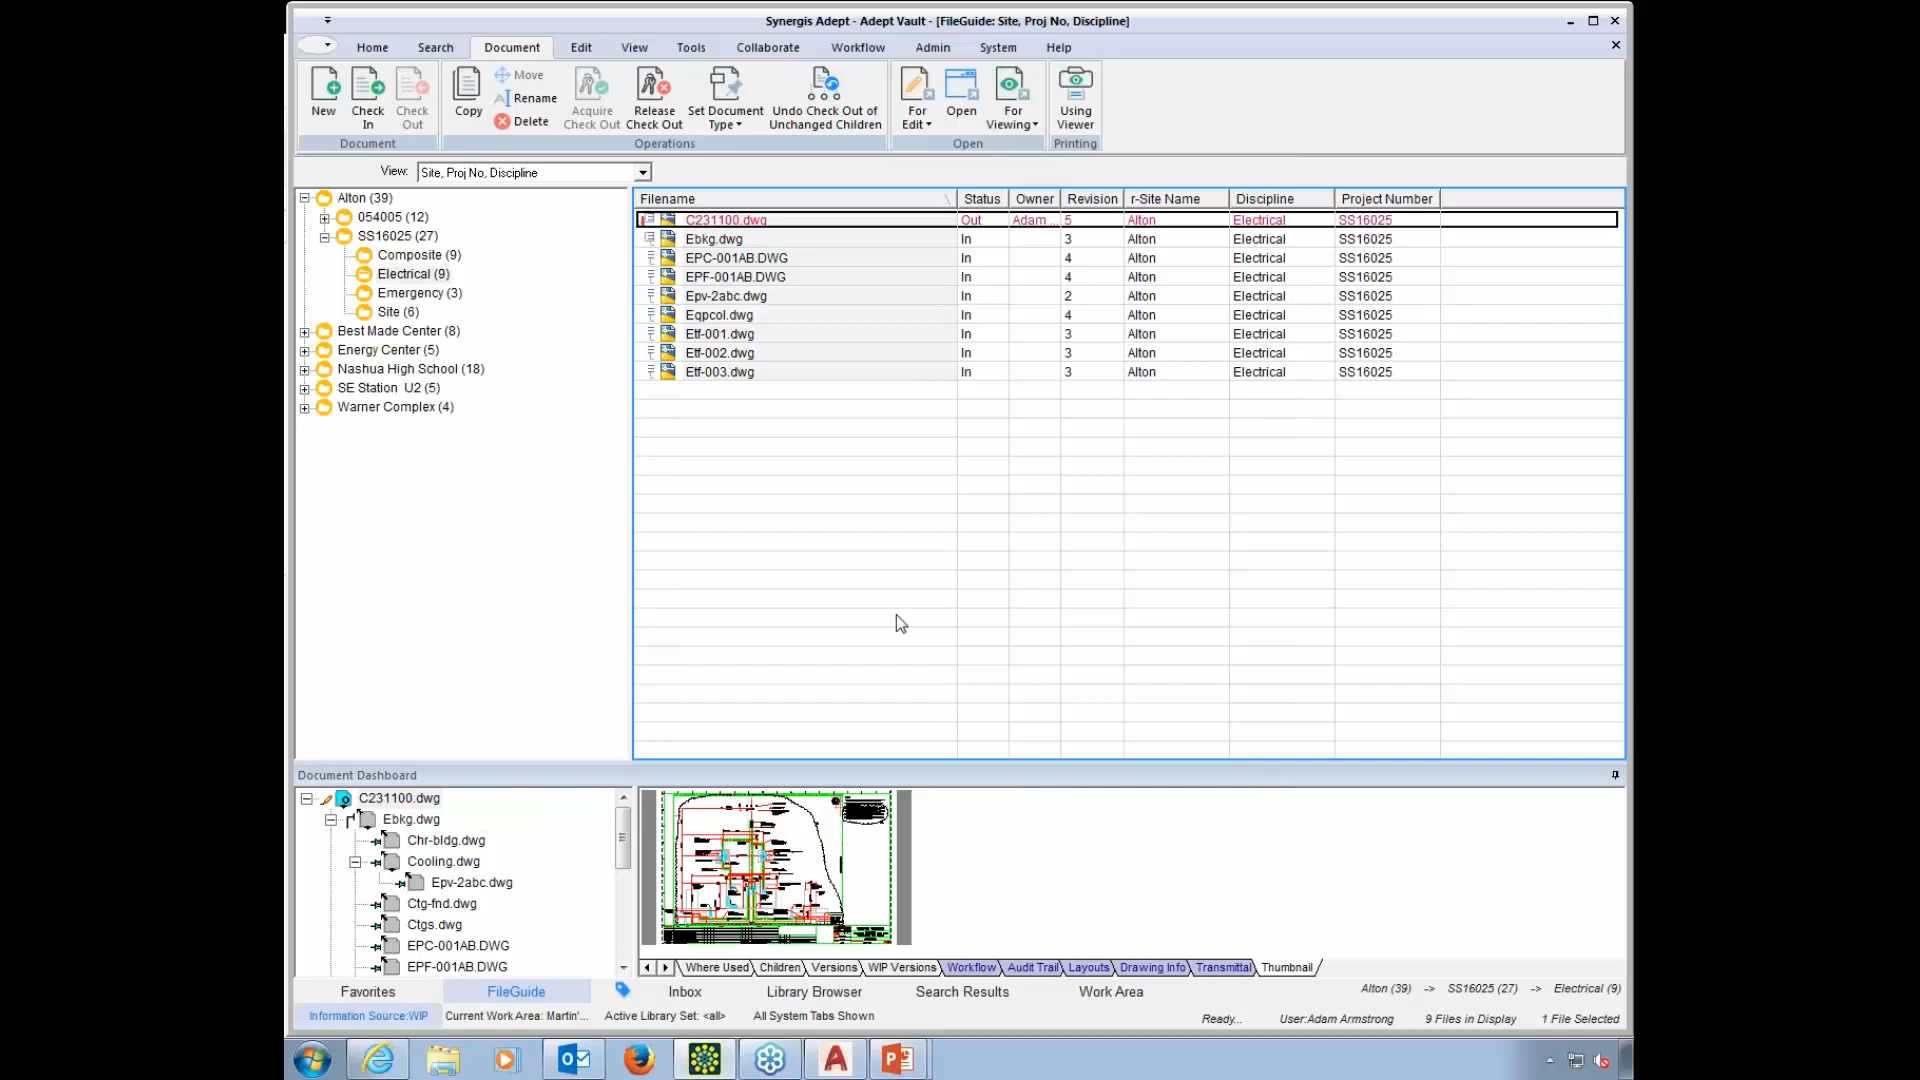 Synergis Adept - Adept Vault - [FileGuide: Site, Proj No, Discipline]
Home Search Document Edit View Tools Collaborate Workflow Admin System Help
New Check In Check Out Copy Move Rename Delete Acquire Check Out Release Check Out Set Document Type Undo Check Out of Unchanged Children For Edit Open For Viewing Using Viewer
Document Operations Open Printing
View: Site, Proj No, Discipline
Alton (39)
054005 (12)
SS16025 (27)
Composite (9)
Electrical (9)
Emergency (3)
Site (6)
Best Made Center (8)
Energy Center (5)
Nashua High School (18)
SE Station U2 (5)
Warner Complex (4)
Filename Status Owner Revision r-Site Name Discipline Project Number
C231100.dwg Out Adam ... 5 Alton Electrical SS16025
Ebkg.dwg In 3 Alton Electrical SS16025
EPC-001AB.DWG In 4 Alton Electrical SS16025
EPF-001AB.DWG In 4 Alton Electrical SS16025
Epv-2abc.dwg In 2 Alton Electrical SS16025
Eqpcol.dwg In 4 Alton Electrical SS16025
Etf-001.dwg In 3 Alton Electrical SS16025
Etf-002.dwg In 3 Alton Electrical SS16025
Etf-003.dwg In 3 Alton Electrical SS16025
Document Dashboard
C231100.dwg
Ebkg.dwg
Chr-bldg.dwg
Cooling.dwg
Epv-2abc.dwg
Ctg-fnd.dwg
Ctgs.dwg
EPC-001AB.DWG
EPF-001AB.DWG
Where Used Children Versions WIP Versions Workflow Audit Trail Layouts Drawing Info Transmittal Thumbnail
Favorites FileGuide Inbox Library Browser Search Results Work Area Alton (39) -> SS16025 (27) -> Electrical (9)
Information Source:WIP Current Work Area: Martin'... Active Library Set: <all> All System Tabs Shown Ready... User:Adam Armstrong 9 Files in Display 1 File Selected